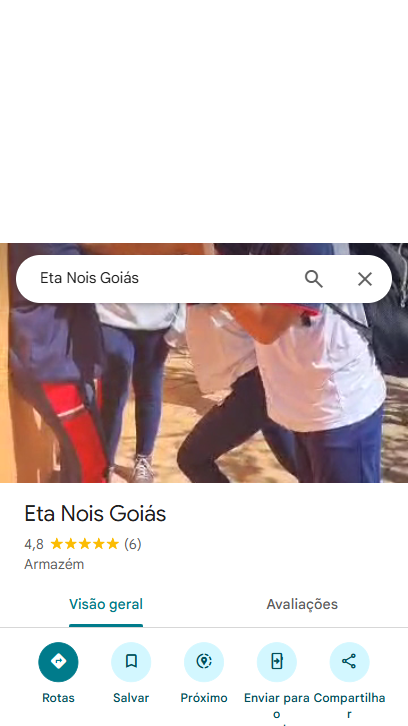 Eta Nois Goiás
Eta Nois Goiás
4,8 (6)
Armazém
Visão geral Avaliações
Rotas Salvar Próximo Enviar para o Compartilhar